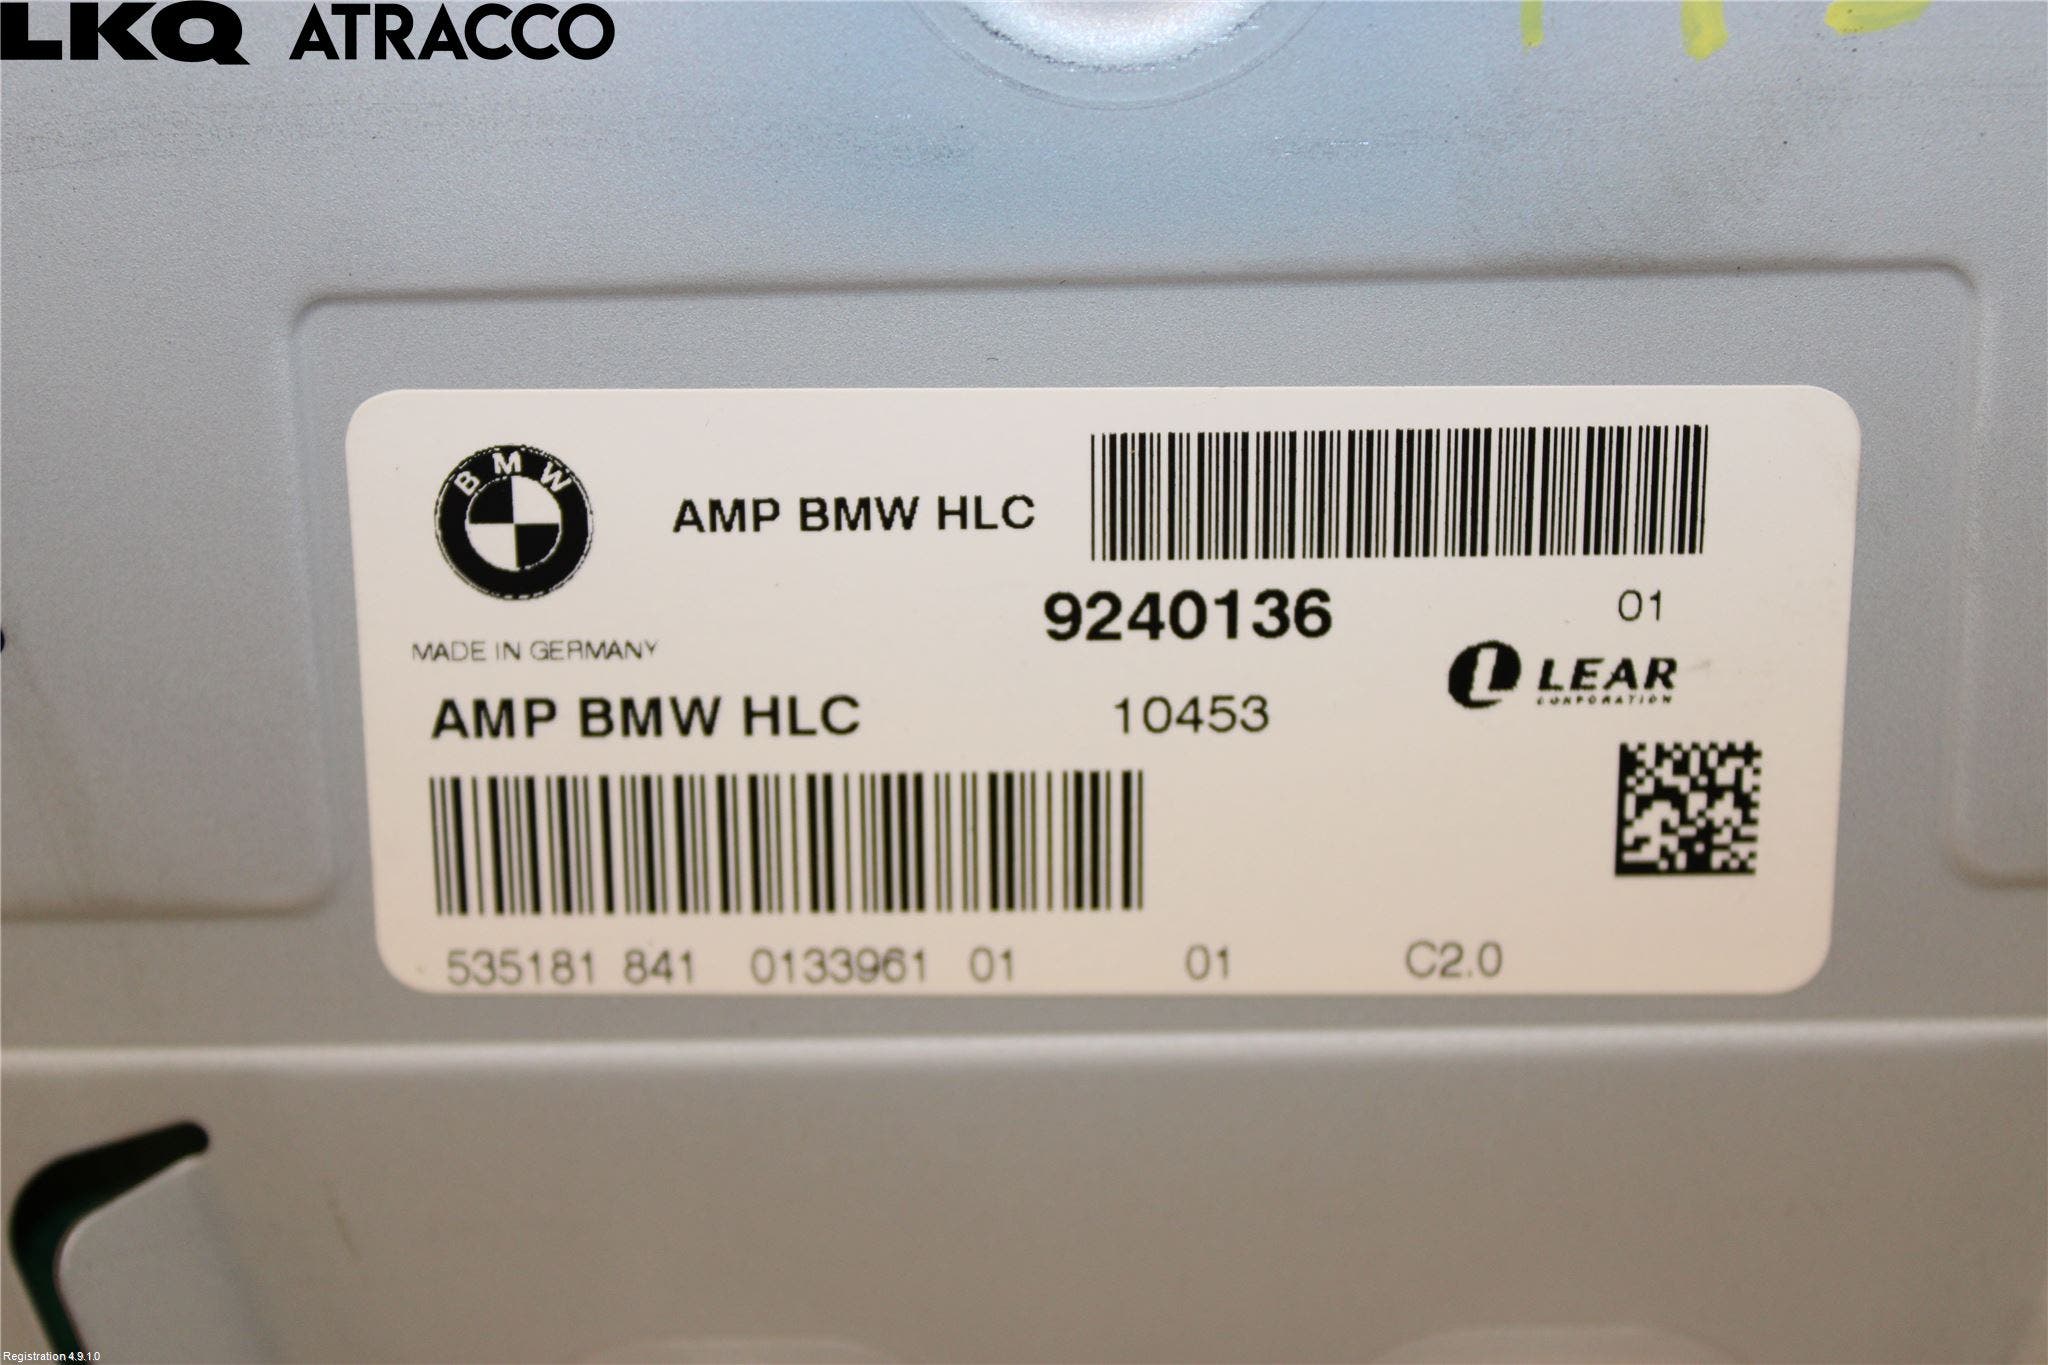 LKQ ATRACCO
BMW
AMP BMW HLC
9240136 01
MADE IN GERMANY
LEAR
CORPORATION
AMP BMW HLC 10453
535181 841 0133961 01 01 C2.0
Registration 4.9.1.0